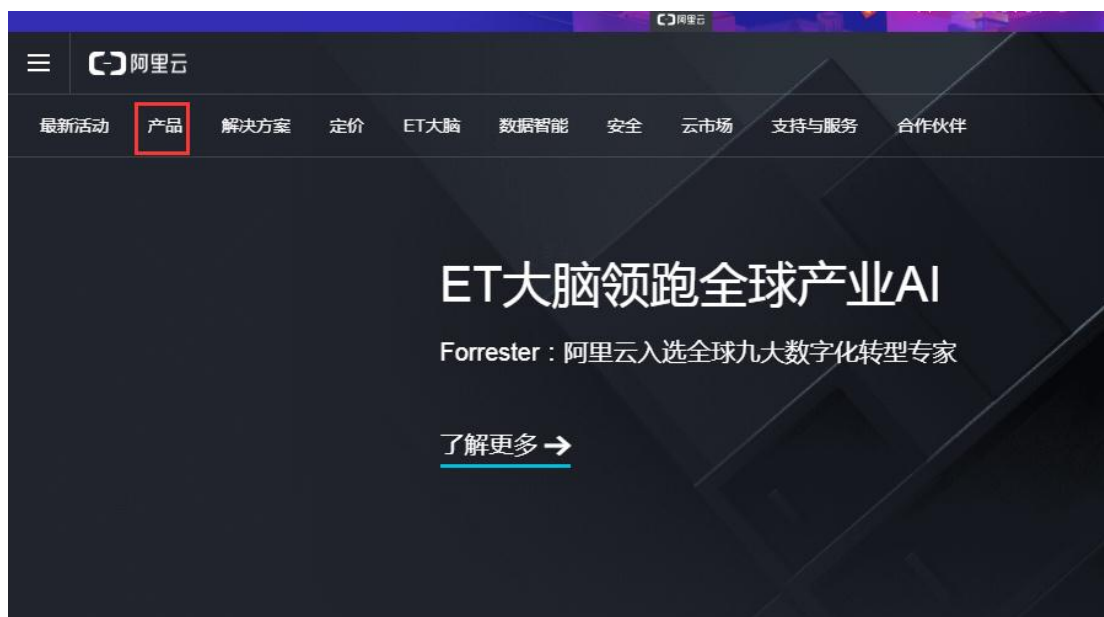 阿里云
阿里云
最新活动 产品 解决方案 定价 ET大脑 数据智能 安全 云市场 支持与服务 合作伙伴
ET大脑领跑全球产业AI
Forrester：阿里云入选全球九大数字化转型专家
了解更多